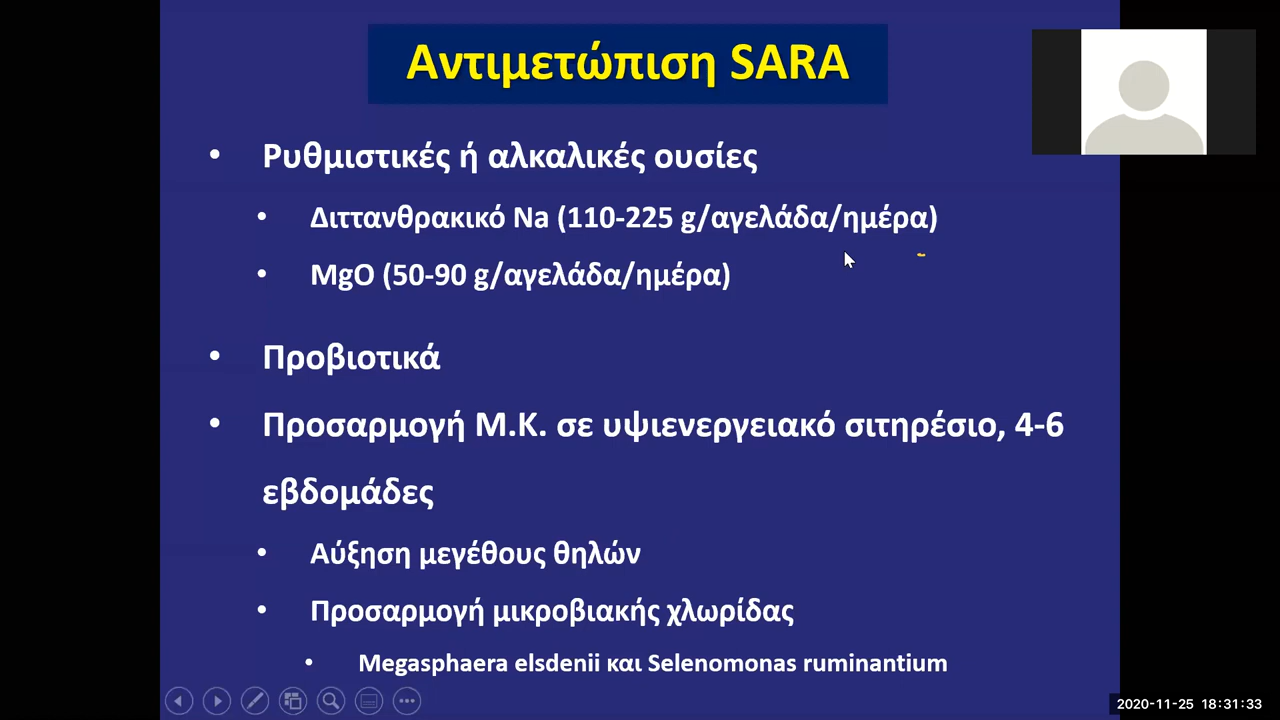 Αντιμετώπιση SARA
• Ρυθμιστικές ή αλκαλικές ουσίες
• Διττανθρακικό Na (110-225 g/αγελάδα/ημέρα)
• MgO (50-90 g/αγελάδα/ημέρα)
• Προβιοτικά
• Προσαρμογή Μ.Κ. σε υψιενεργειακό σιτηρέσιο, 4-6
εβδομάδες
• Αύξηση μεγέθους θηλών
• Προσαρμογή μικροβιακής χλωρίδας
• Megasphaera elsdenii και Selenomonas ruminantium
2020-11-25 18:31:33